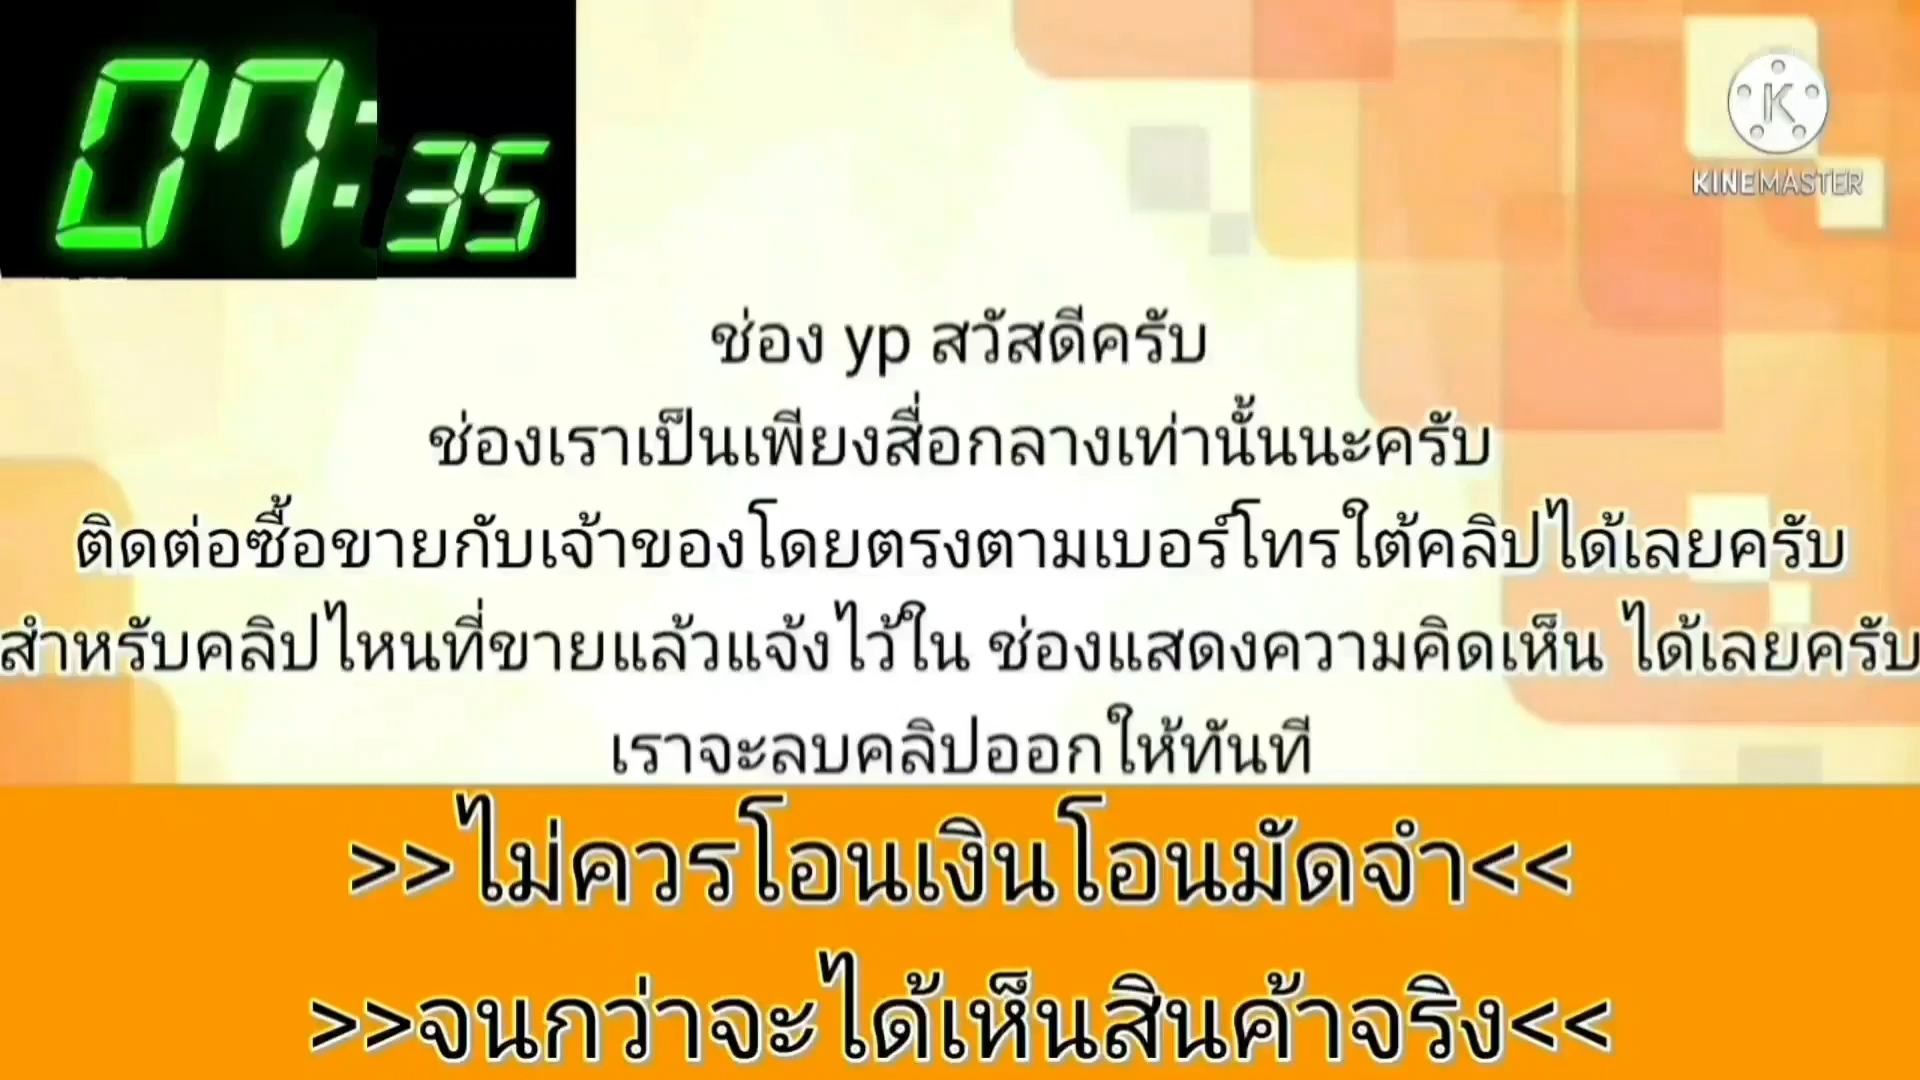 07:35
KINEMASTER
ช่อง yp สวัสดีครับ
ช่องเราเป็นเพียงสื่อกลางเท่านั้นนะครับ
ติดต่อซื้อขายกับเจ้าของโดยตรงตามเบอร์โทรใต้คลิปได้เลยครับ
สำหรับคลิปไหนที่ขายแล้วแจ้งไว้ใน ช่องแสดงความคิดเห็น ได้เลยครับ
เราจะลบคลิปออกให้ทันที
>>ไม่ควรโอนเงินโอนมัดจำ<<
>>จนกว่าจะได้เห็นสินค้าจริง<<